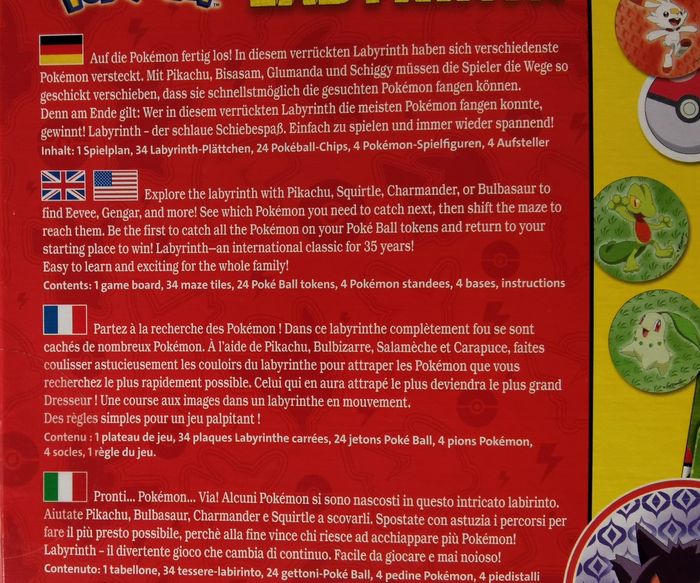 Auf die Pokémon fertig los! In diesem verrückten Labyrinth haben sich verschiedenste
Pokémon versteckt. Mit Pikachu, Bisasam, Glumanda und Schiggy müssen die Spieler die Wege so
geschickt verschieben, dass sie schnellstmöglich die gesuchten Pokémon fangen können.
Denn am Ende gilt: Wer in diesem verrückten Labyrinth die meisten Pokémon fangen konnte,
gewinnt! Labyrinth - der schlaue Schiebespaß. Einfach zu spielen und immer wieder spannend!
Inhalt: 1 Spielplan, 34 Labyrinth-Plättchen, 24 Pokéball-Chips, 4 Pokémon-Spielfiguren, 4 Aufsteller
Explore the labyrinth with Pikachu, Squirtle, Charmander, or Bulbasaur to
find Eevee, Gengar, and more! See which Pokémon you need to catch next, then shift the maze to
reach them. Be the first to catch all the Pokémon on your Poké Ball tokens and return to your
starting place to win! Labyrinth—an international classic for 35 years!
Easy to learn and exciting for the whole family!
Contents: 1 game board, 34 maze tiles, 24 Poké Ball tokens, 4 Pokémon standees, 4 bases, instructions
Partez à la recherche des Pokémon ! Dans ce labyrinthe complètement fou se sont
cachés de nombreux Pokémon. À l'aide de Pikachu, Bulbizarre, Salamèche et Carapuce, faites
coulisser astucieusement les couloirs du labyrinthe pour attraper les Pokémon que vous
recherchez le plus rapidement possible. Celui qui en aura attrapé le plus deviendra le plus grand
Dresseur ! Une course aux images dans un labyrinthe en mouvement.
Des règles simples pour un jeu palpitant !
Contenu : 1 plateau de jeu, 34 plaques Labyrinthe carrées, 24 jetons Poké Ball, 4 pions Pokémon,
4 socles, 1 règle du jeu.
Pronti... Pokémon... Via! Alcuni Pokémon si sono nascosti in questo intricato labirinto.
Aiutate Pikachu, Bulbasaur, Charmander e Squirtle a scovarli. Spostate con astuzia i percorsi per
fare il più presto possibile, perchè alla fine vince chi riesce ad acchiappare più Pokémon!
Labyrinth - il divertente gioco che cambia di continuo. Facile da giocare e mai noioso!
Contenuto: 1 tabellone, 34 tessere-labirinto, 24 gettoni-Poké Ball, 4 pedine Pokémon, 4 piedistalli